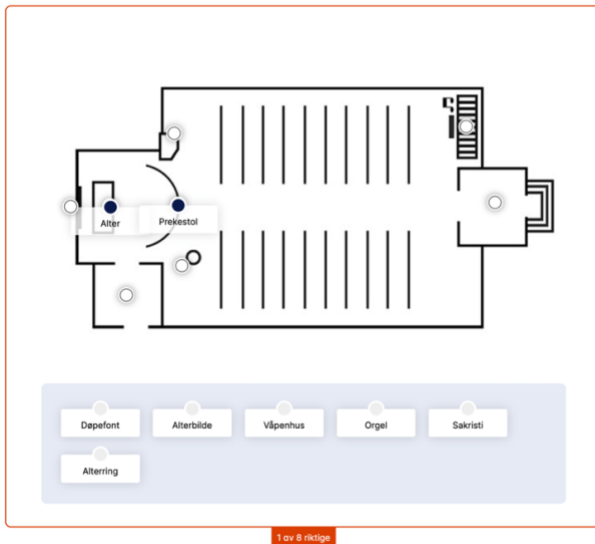 Alter
Prekestol
Døpefont
Alterbilde
Våpenhus
Orgel
Sakristi
Alterring
1 av 8 riktige